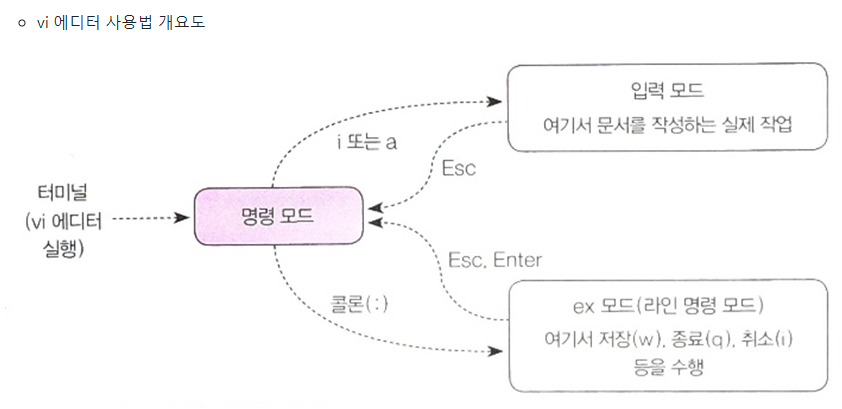 vi 에디터 사용법 개요도
입력 모드
여기서 문서를 작성하는 실제 작업
i 또는 a
Esc
터미널
(vi 에디터
실행)
명령 모드
Esc, Enter
콜론(:)
ex 모드(라인 명령 모드)
여기서 저장(w), 종료(q), 취소(i)
등을 수행